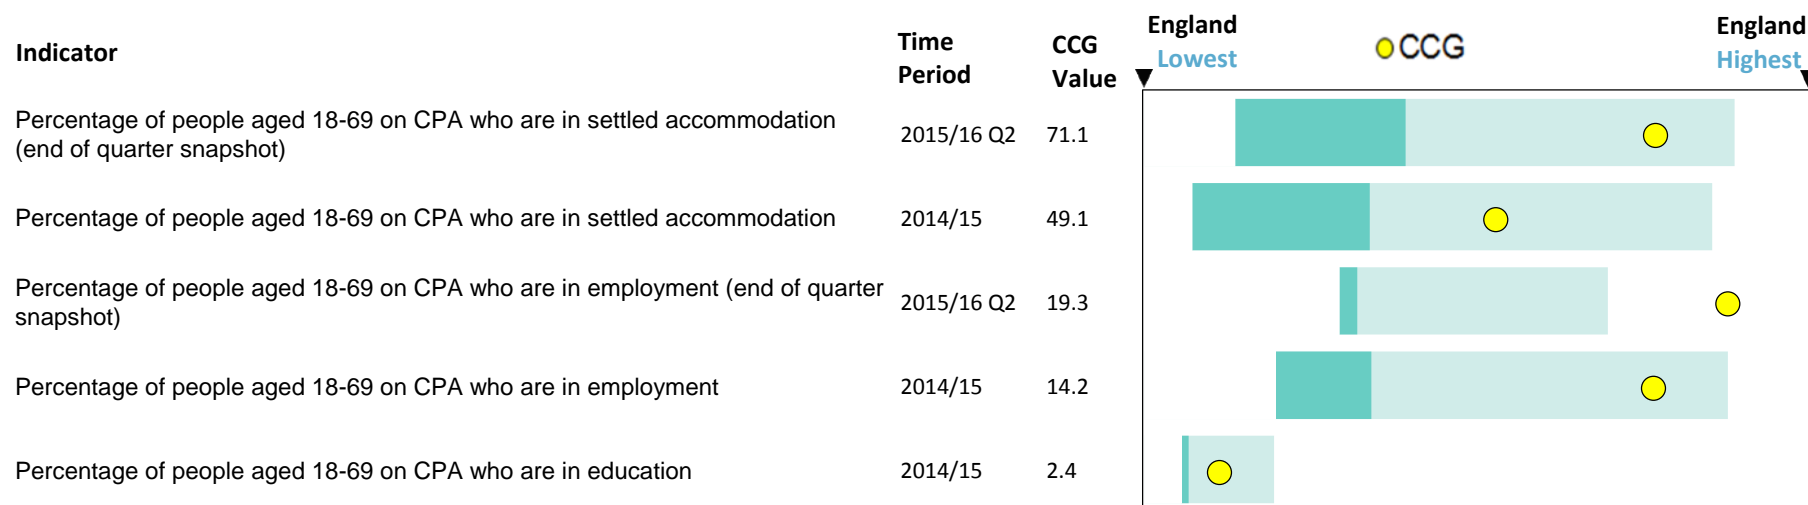 Indicator
Time
Period
CCG
Value
England
Lowest
CCG
England
Highest
Percentage of people aged 18-69 on CPA who are in settled accommodation
(end of quarter snapshot)
2015/16 Q2
71.1
Percentage of people aged 18-69 on CPA who are in settled accommodation
2014/15
49.1
Percentage of people aged 18-69 on CPA who are in employment (end of quarter
snapshot)
2015/16 Q2
19.3
Percentage of people aged 18-69 on CPA who are in employment
2014/15
14.2
Percentage of people aged 18-69 on CPA who are in education
2014/15
2.4